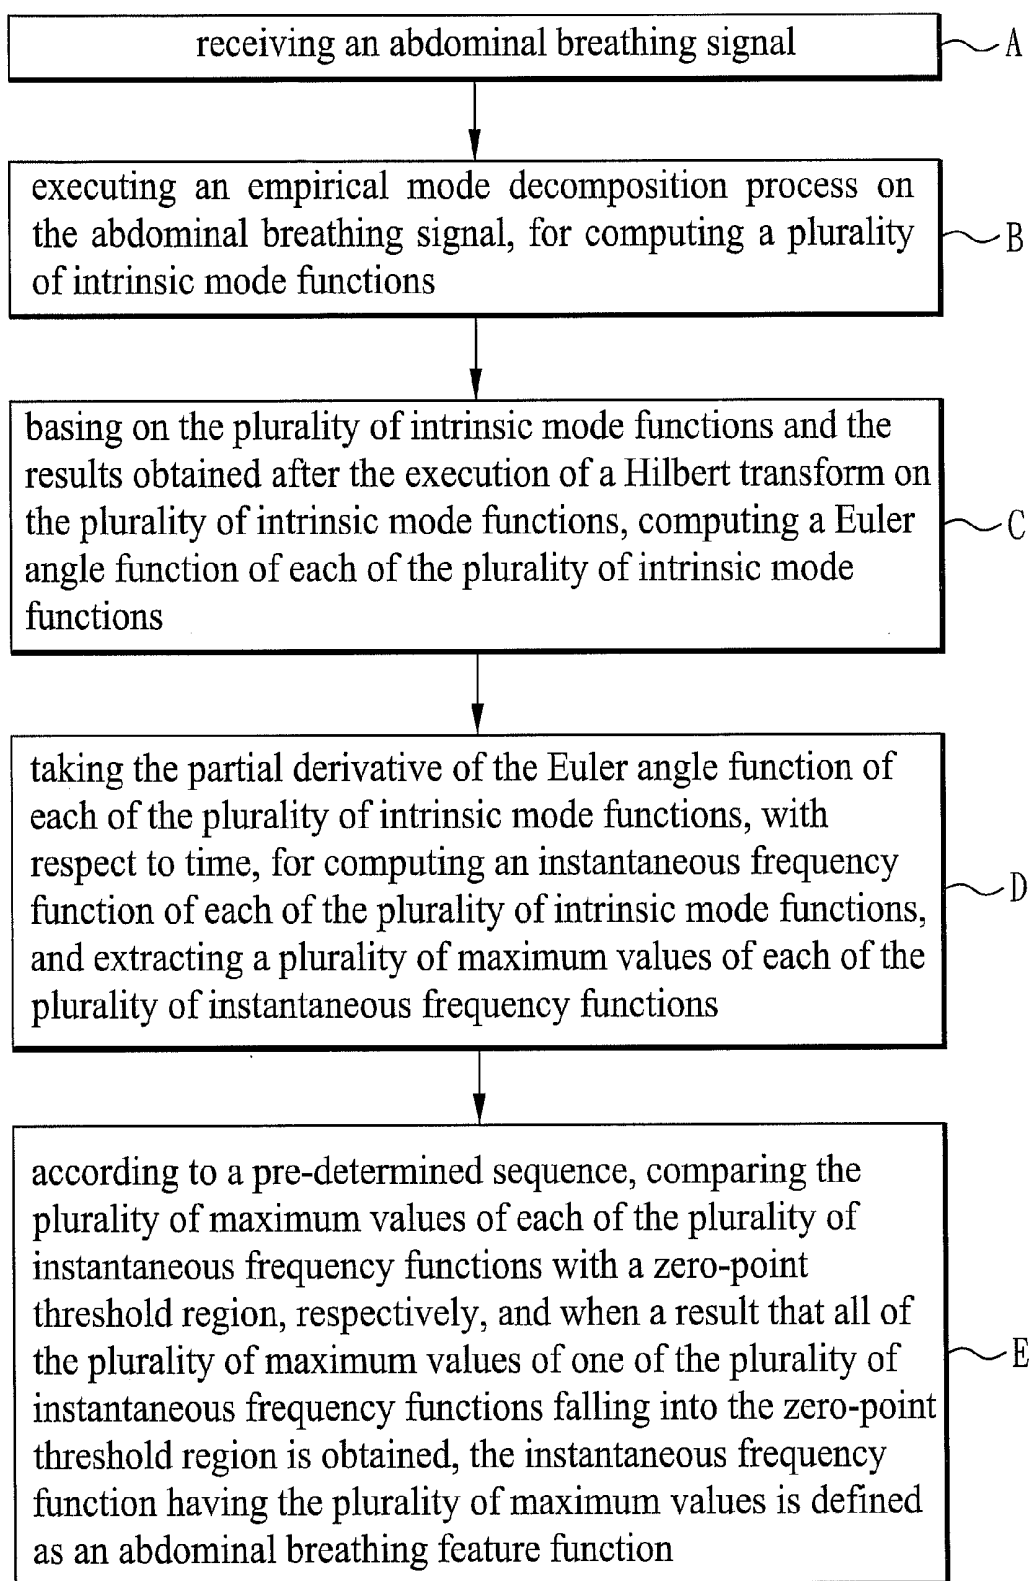 receiving an abdominal breathing signal
A
executing an empirical mode decomposition process on
the abdominal breathing signal, for computing a plurality
of intrinsic mode functions
B
basing on the plurality of intrinsic mode functions and the
results obtained after the execution of a Hilbert transform on
the plurality of intrinsic mode functions, computing a Euler
angle function of each of the plurality of intrinsic mode
functions
C
taking the partial derivative of the Euler angle function of
each of the plurality of intrinsic mode functions, with
respect to time, for computing an instantaneous frequency
function of each of the plurality of intrinsic mode functions,
and extracting a plurality of maximum values of each of the
plurality of instantaneous frequency functions
D
according to a pre-determined sequence, comparing the
plurality of maximum values of each of the plurality of
instantaneous frequency functions with a zero-point
threshold region, respectively, and when a result that all of
the plurality of maximum values of one of the plurality of
instantaneous frequency functions falling into the zero-point
threshold region is obtained, the instantaneous frequency
function having the plurality of maximum values is defined
as an abdominal breathing feature function
E